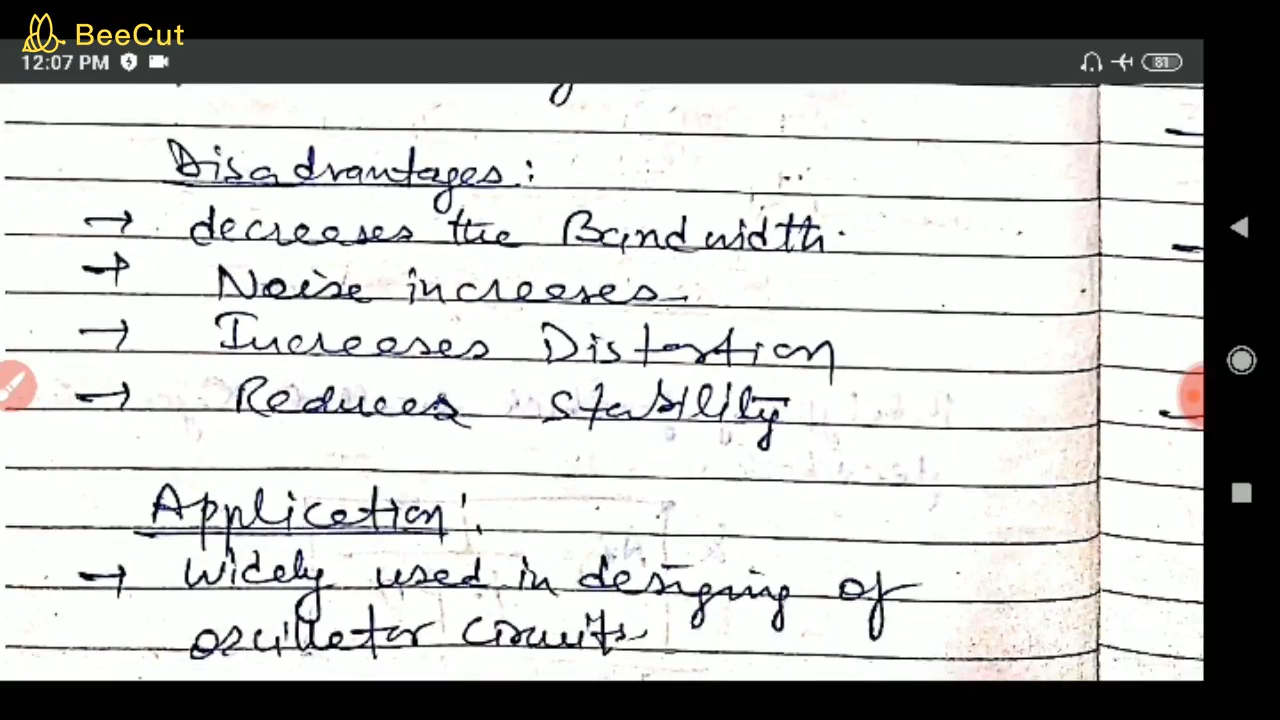 BeeCut
12:07 PM
81
Disadvantages:
→ decreases the Bandwidth.
→ Noise increases.
→ Increases Distortion
→ Reduces stability
Application:
→ Widely used in designing of
oscillator circuits.